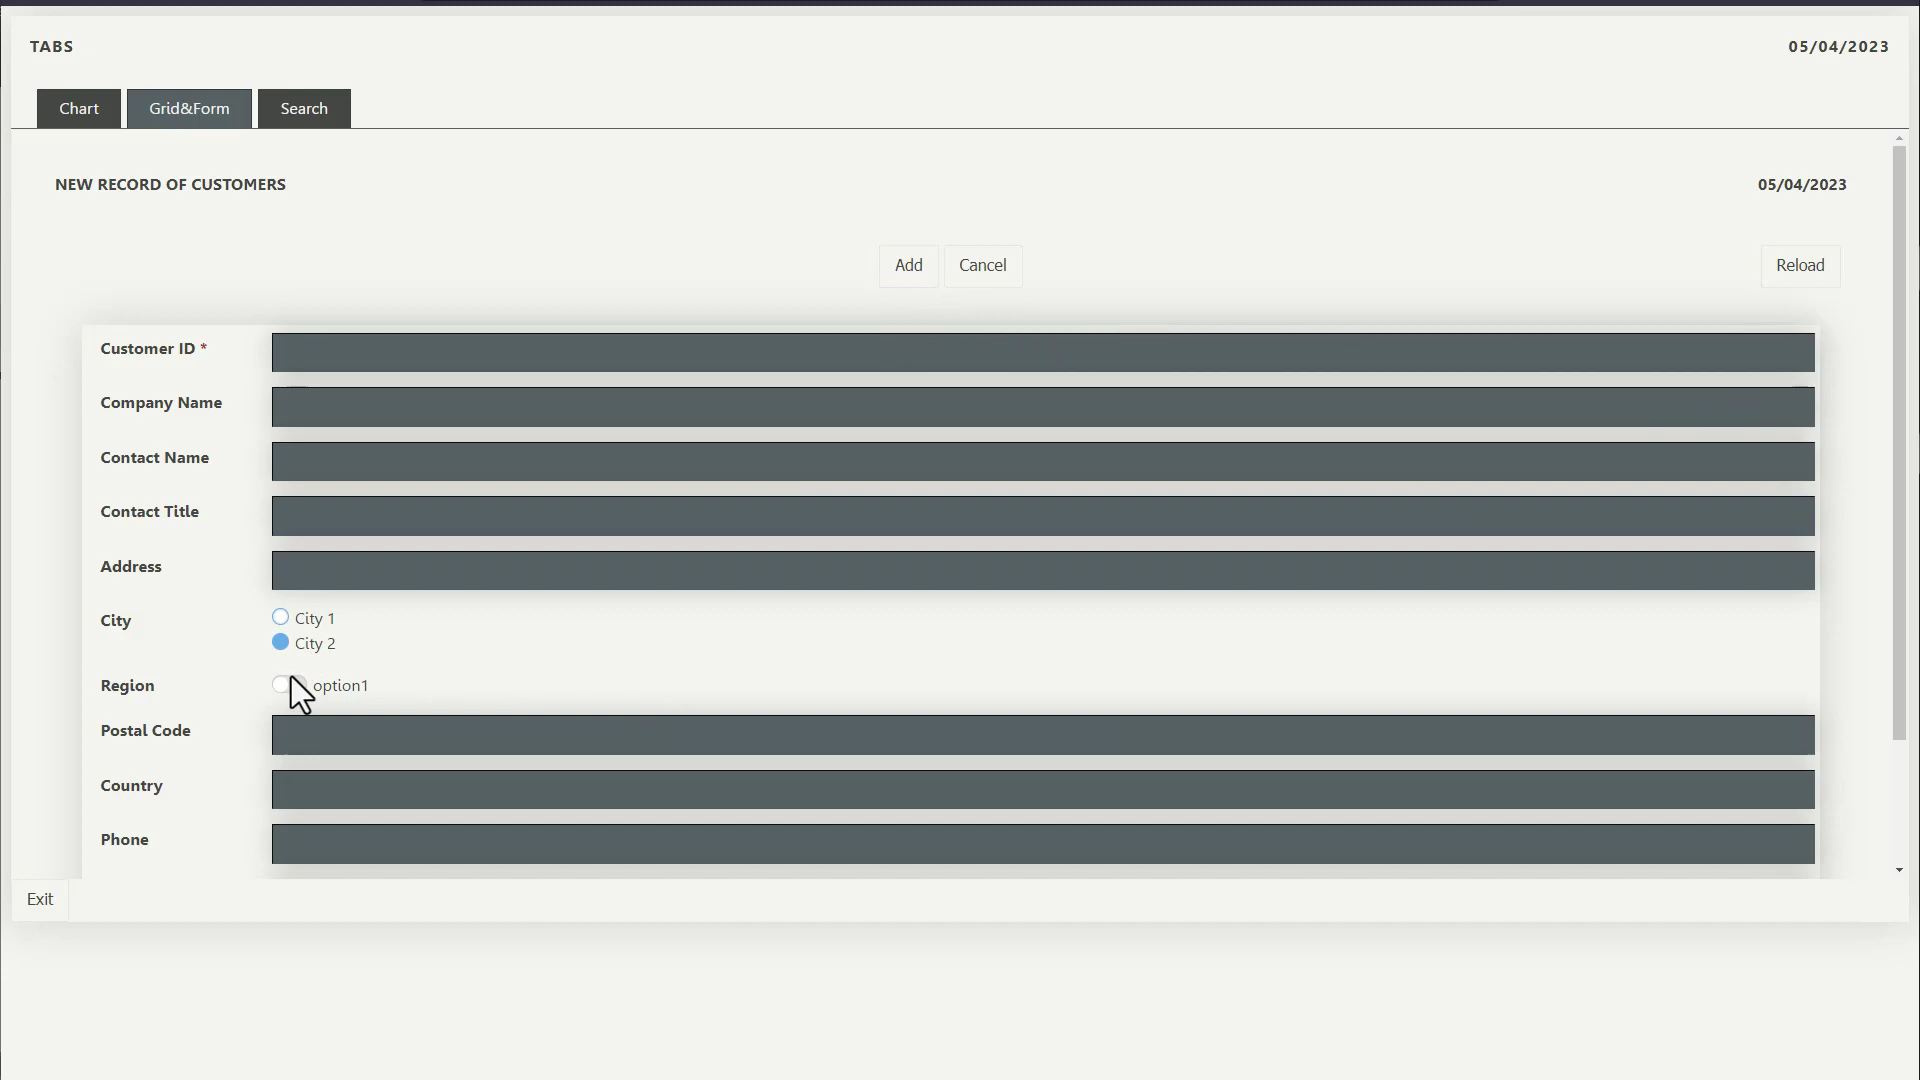 TABS
05/04/2023
Chart
Grid&Form
Search
NEW RECORD OF CUSTOMERS
05/04/2023
Add
Cancel
Reload
Customer ID *
Company Name
Contact Name
Contact Title
Address
City
City 1
City 2
Region
option1
Postal Code
Country
Phone
Exit